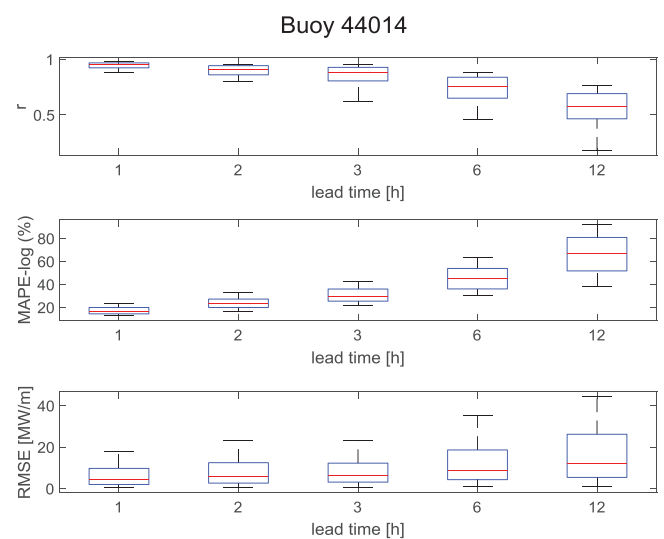 Buoy 44014
1
0.5
r
1 2 3 6 12
lead time [h]
80
60
40
20
MAPE-log (%)
1 2 3 6 12
lead time [h]
40
20
0
RMSE [MW/m]
1 2 3 6 12
lead time [h]